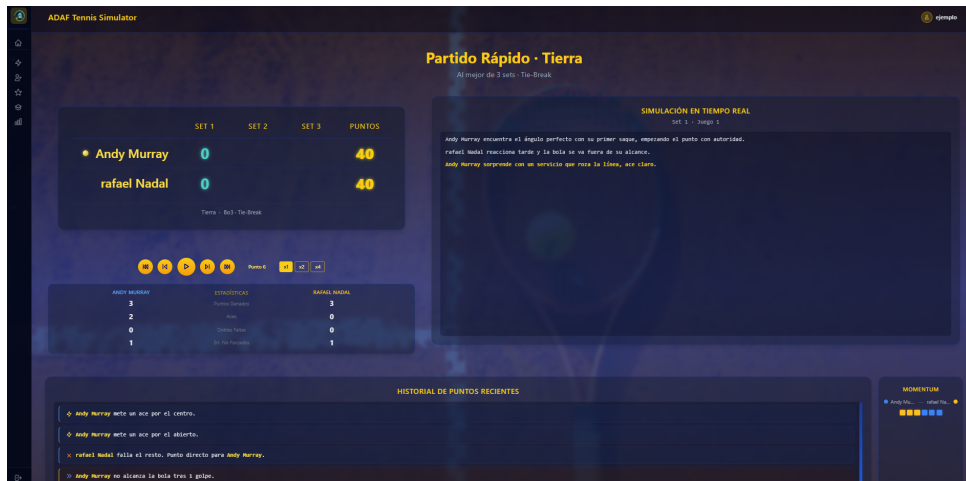 ADAF Tennis Simulator
ejemplo
Partido Rápido · Tierra
Al mejor de 3 sets · Tie-Break
SET 1 SET 2 SET 3 PUNTOS
Andy Murray 0 40
rafael Nadal 0 40
Tierra · Bo3 · Tie-Break
Punto 6 x1 x2 x4
ANDY MURRAY ESTADÍSTICAS RAFAEL NADAL
3 Puntos Ganados 3
2 Aces 0
0 Dobles Faltas 0
1 Err. No Forzados 1
SIMULACIÓN EN TIEMPO REAL
Set 1 - Juego 1
Andy Murray encuentra el ángulo perfecto con su primer saque, empezando el punto con autoridad.
rafael Nadal reacciona tarde y la bola se va fuera de su alcance.
Andy Murray sorprende con un servicio que roza la línea, ace claro.
HISTORIAL DE PUNTOS RECIENTES
Andy Murray mete un ace por el centro.
Andy Murray mete un ace por el abierto.
rafael Nadal falla el resto. Punto directo para Andy Murray.
Andy Murray no alcanza la bola tras 1 golpe.
MOMENTUM
Andy Mu... — rafael Na...